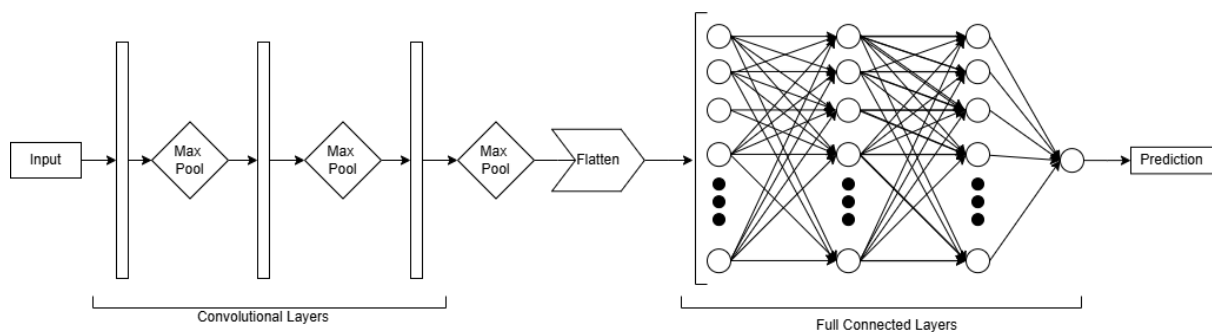 Input
Max
Pool
Max
Pool
Max
Pool
Flatten
Prediction
Convolutional Layers
Full Connected Layers